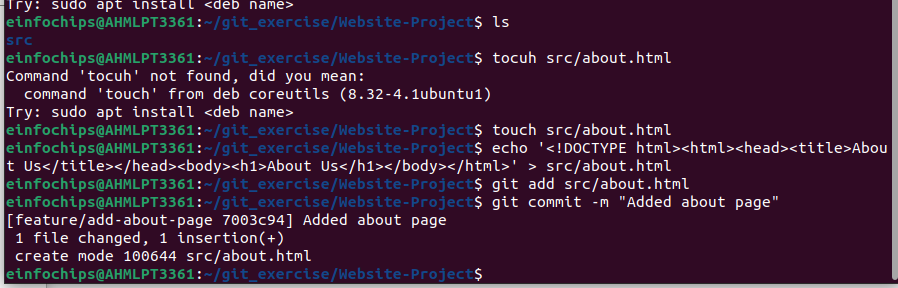 Try: sudo apt install <deb name>
einfochips@AHMLPT3361:~/git_exercise/Website-Project$ ls
src
einfochips@AHMLPT3361:~/git_exercise/Website-Project$ tocuh src/about.html
Command 'tocuh' not found, did you mean:
  command 'touch' from deb coreutils (8.32-4.1ubuntu1)
Try: sudo apt install <deb name>
einfochips@AHMLPT3361:~/git_exercise/Website-Project$ touch src/about.html
einfochips@AHMLPT3361:~/git_exercise/Website-Project$ echo '<!DOCTYPE html><html><head><title>Abou
t Us</title></head><body><h1>About Us</h1></body></html>' > src/about.html
einfochips@AHMLPT3361:~/git_exercise/Website-Project$ git add src/about.html
einfochips@AHMLPT3361:~/git_exercise/Website-Project$ git commit -m "Added about page"
[feature/add-about-page 7003c94] Added about page
 1 file changed, 1 insertion(+)
 create mode 100644 src/about.html
einfochips@AHMLPT3361:~/git_exercise/Website-Project$